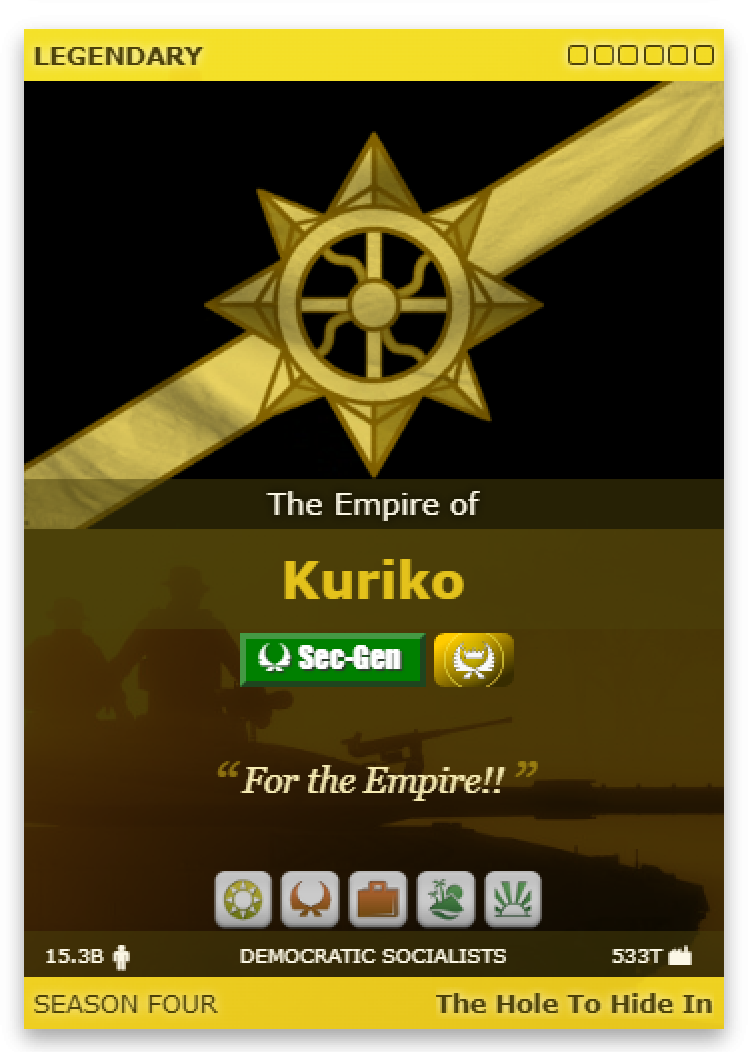 LEGENDARY
The Empire of
Kuriko
Sec-Gen
“For the Empire!!”
15.3B DEMOCRATIC SOCIALISTS 533T
SEASON FOUR The Hole To Hide In